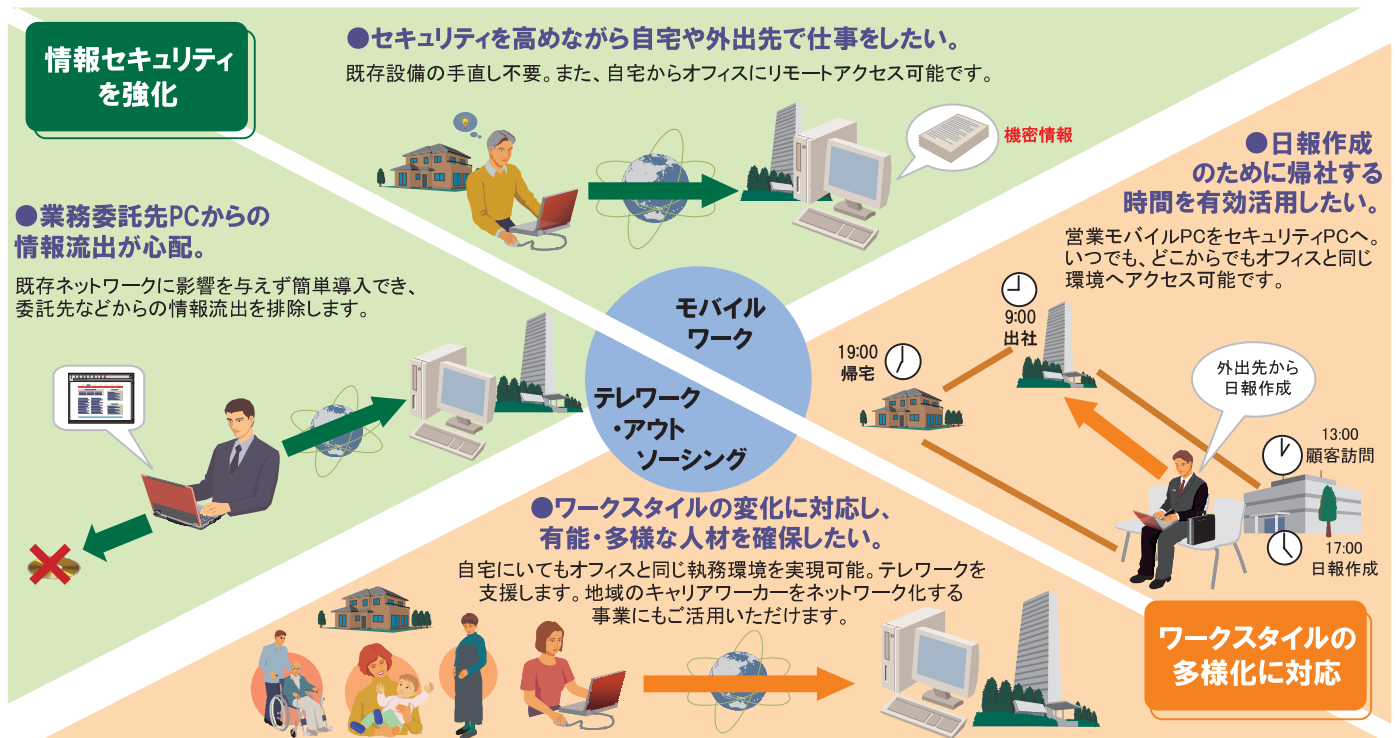 情報セキュリティ
を強化
●セキュリティを高めながら自宅や外出先で仕事をしたい。
既存設備の手直し不要。また、自宅からオフィスにリモートアクセス可能です。
機密情報
●業務委託先PCからの
情報流出が心配。
既存ネットワークに影響を与えず簡単導入でき、
委託先などからの情報流出を排除します。
●日報作成
のために帰社する
時間を有効活用したい。
営業モバイルPCをセキュリティPCへ。
いつでも、どこからでもオフィスと同じ
環境へアクセス可能です。
モバイル
ワーク
テレワーク
・アウト
ソーシング
9:00
出社
19:00
帰宅
外出先から
日報作成
13:00
顧客訪問
17:00
日報作成
●ワークスタイルの変化に対応し、
有能・多様な人材を確保したい。
自宅にいてもオフィスと同じ執務環境を実現可能。テレワークを
支援します。地域のキャリアワーカーをネットワーク化する
事業にもご活用いただけます。
ワークスタイルの
多様化に対応